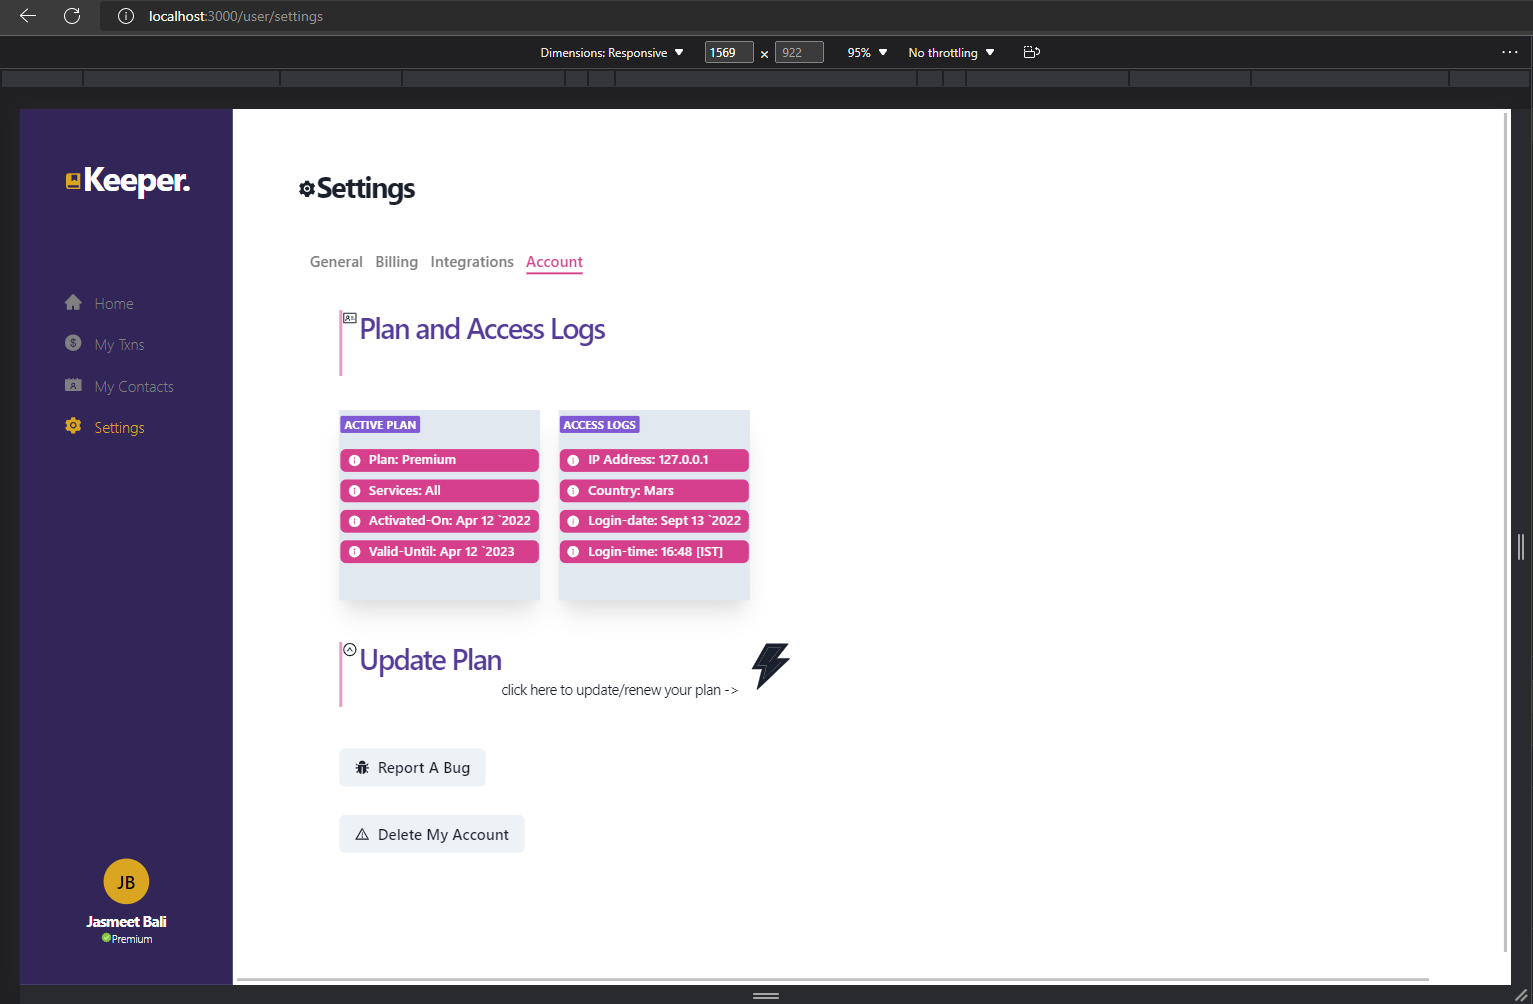 localhost:3000/user/settings
Dimensions: Responsive ▼ 1569 × 922 95% ▼ No throttling ▼
Keeper.
Home
My Txns
My Contacts
Settings
JB
Jasmeet Bali
Premium
Settings
General Billing Integrations Account
Plan and Access Logs
ACTIVE PLAN
Plan: Premium
Services: All
Activated-On: Apr 12 `2022
Valid-Until: Apr 12 `2023
ACCESS LOGS
IP Address: 127.0.0.1
Country: Mars
Login-date: Sept 13 `2022
Login-time: 16:48 [IST]
Update Plan
click here to update/renew your plan ->
Report A Bug
Delete My Account